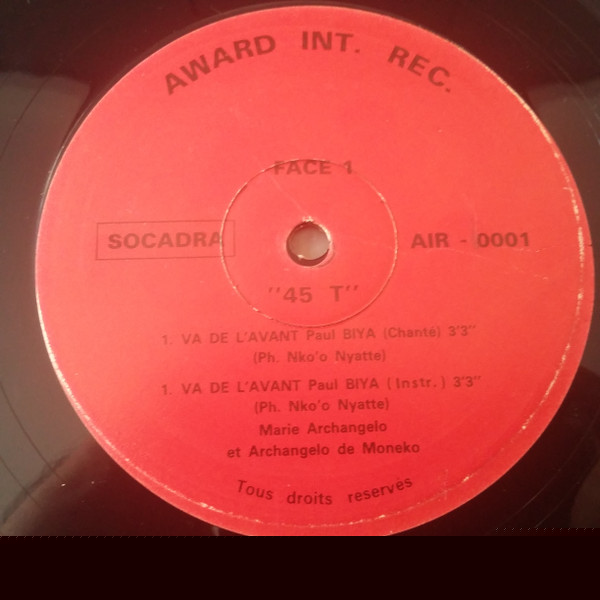 AWARD INT. REC.
FACE 1
SOCADRA
AIR - 0001
"45 T"
1. VA DE L'AVANT Paul BIYA (Chanté) 3'3"
(Ph. Nko'o Nyatte)
1. VA DE L'AVANT Paul BIYA (Instr.) 3'3"
(Ph. Nko'o Nyatte)
Marie Archangelo
et Archangelo de Moneko
Tous droits reservés